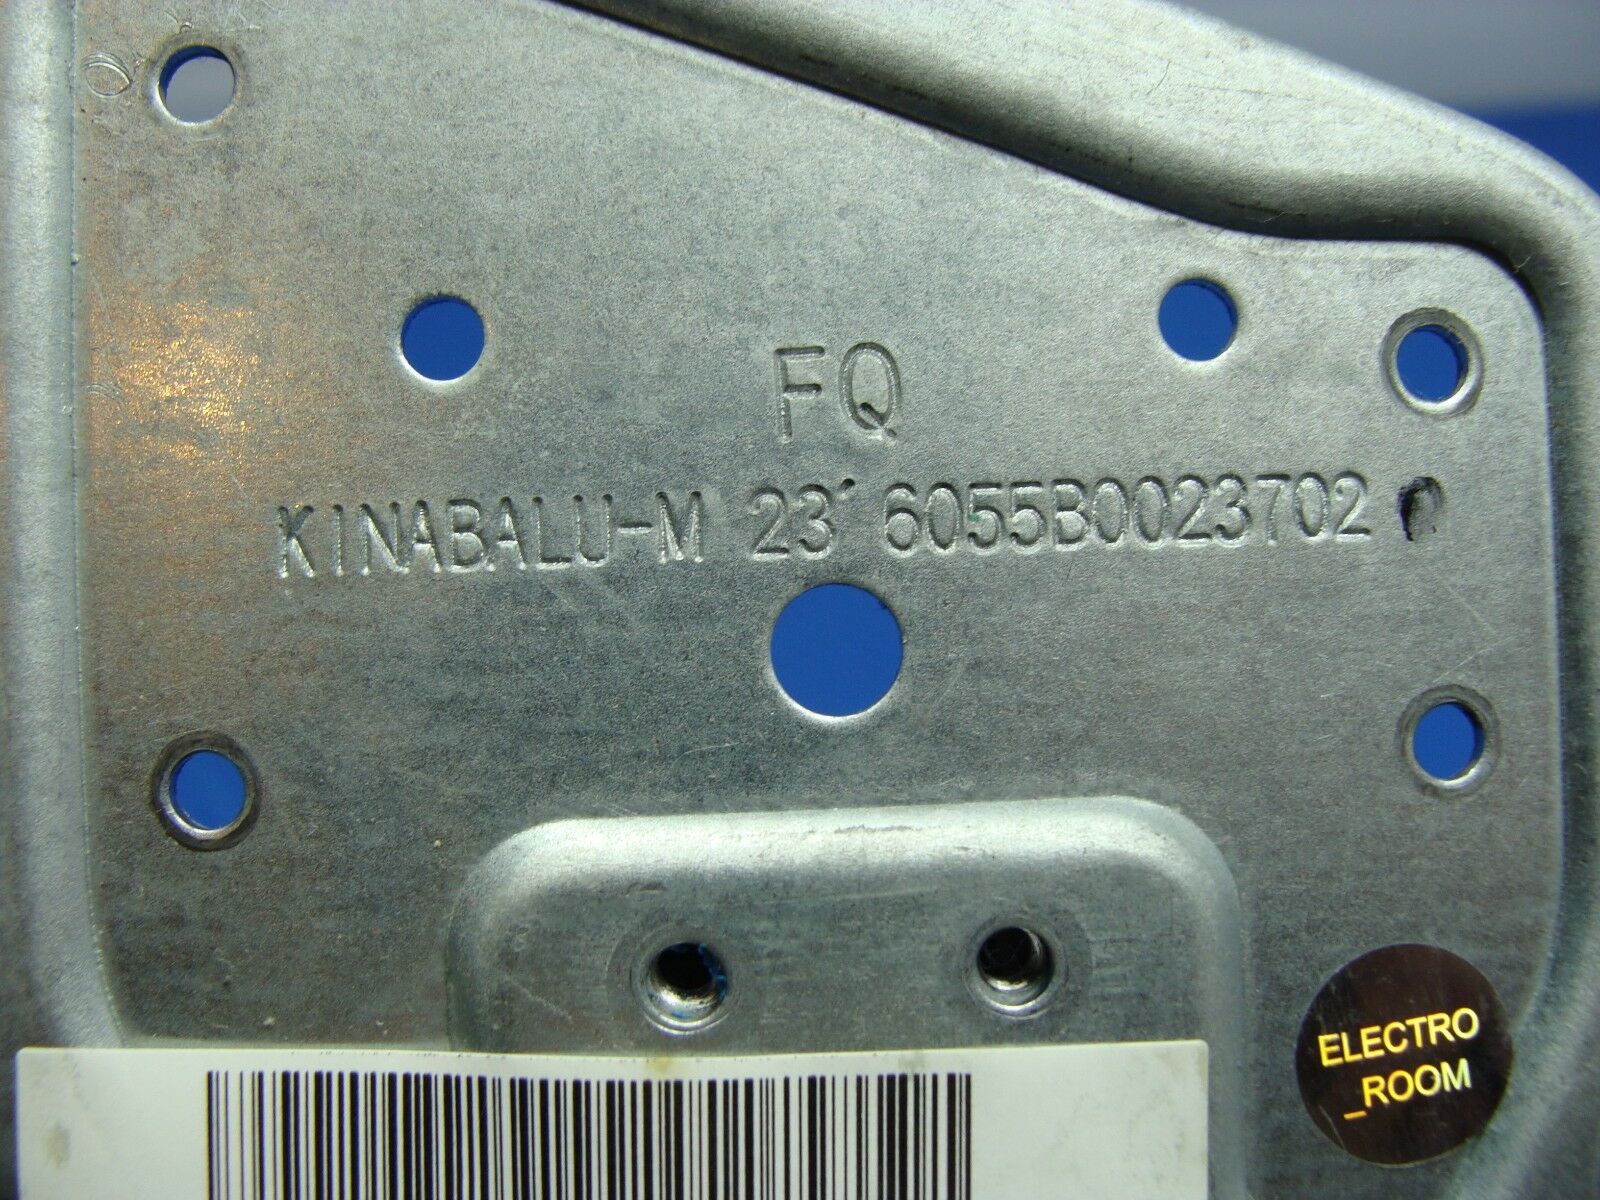 FQ
KINABALU-M 23' 6055B0023702
ELECTRO
_ROOM